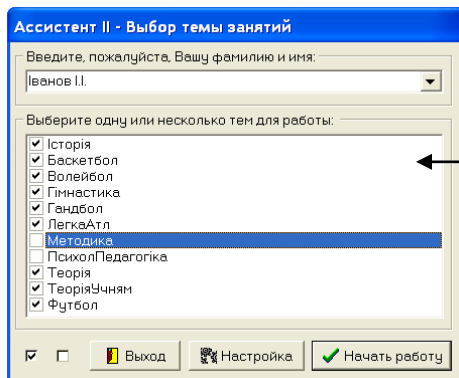 Ассистент II - Выбор темы занятий
Введите, пожалуйста, Вашу фамилию и имя:
Іванов І.І.
Выберите одну или несколько тем для работы:
Історія
Баскетбол
Волейбол
Гімнастика
Гандбол
ЛегкаАтл
Методика
ПсихолПедагогіка
Теорія
ТеоріяУчням
Футбол
Выход Настройка Начать работу